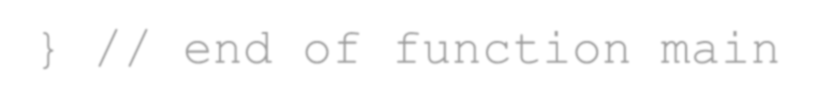 } // end of function main